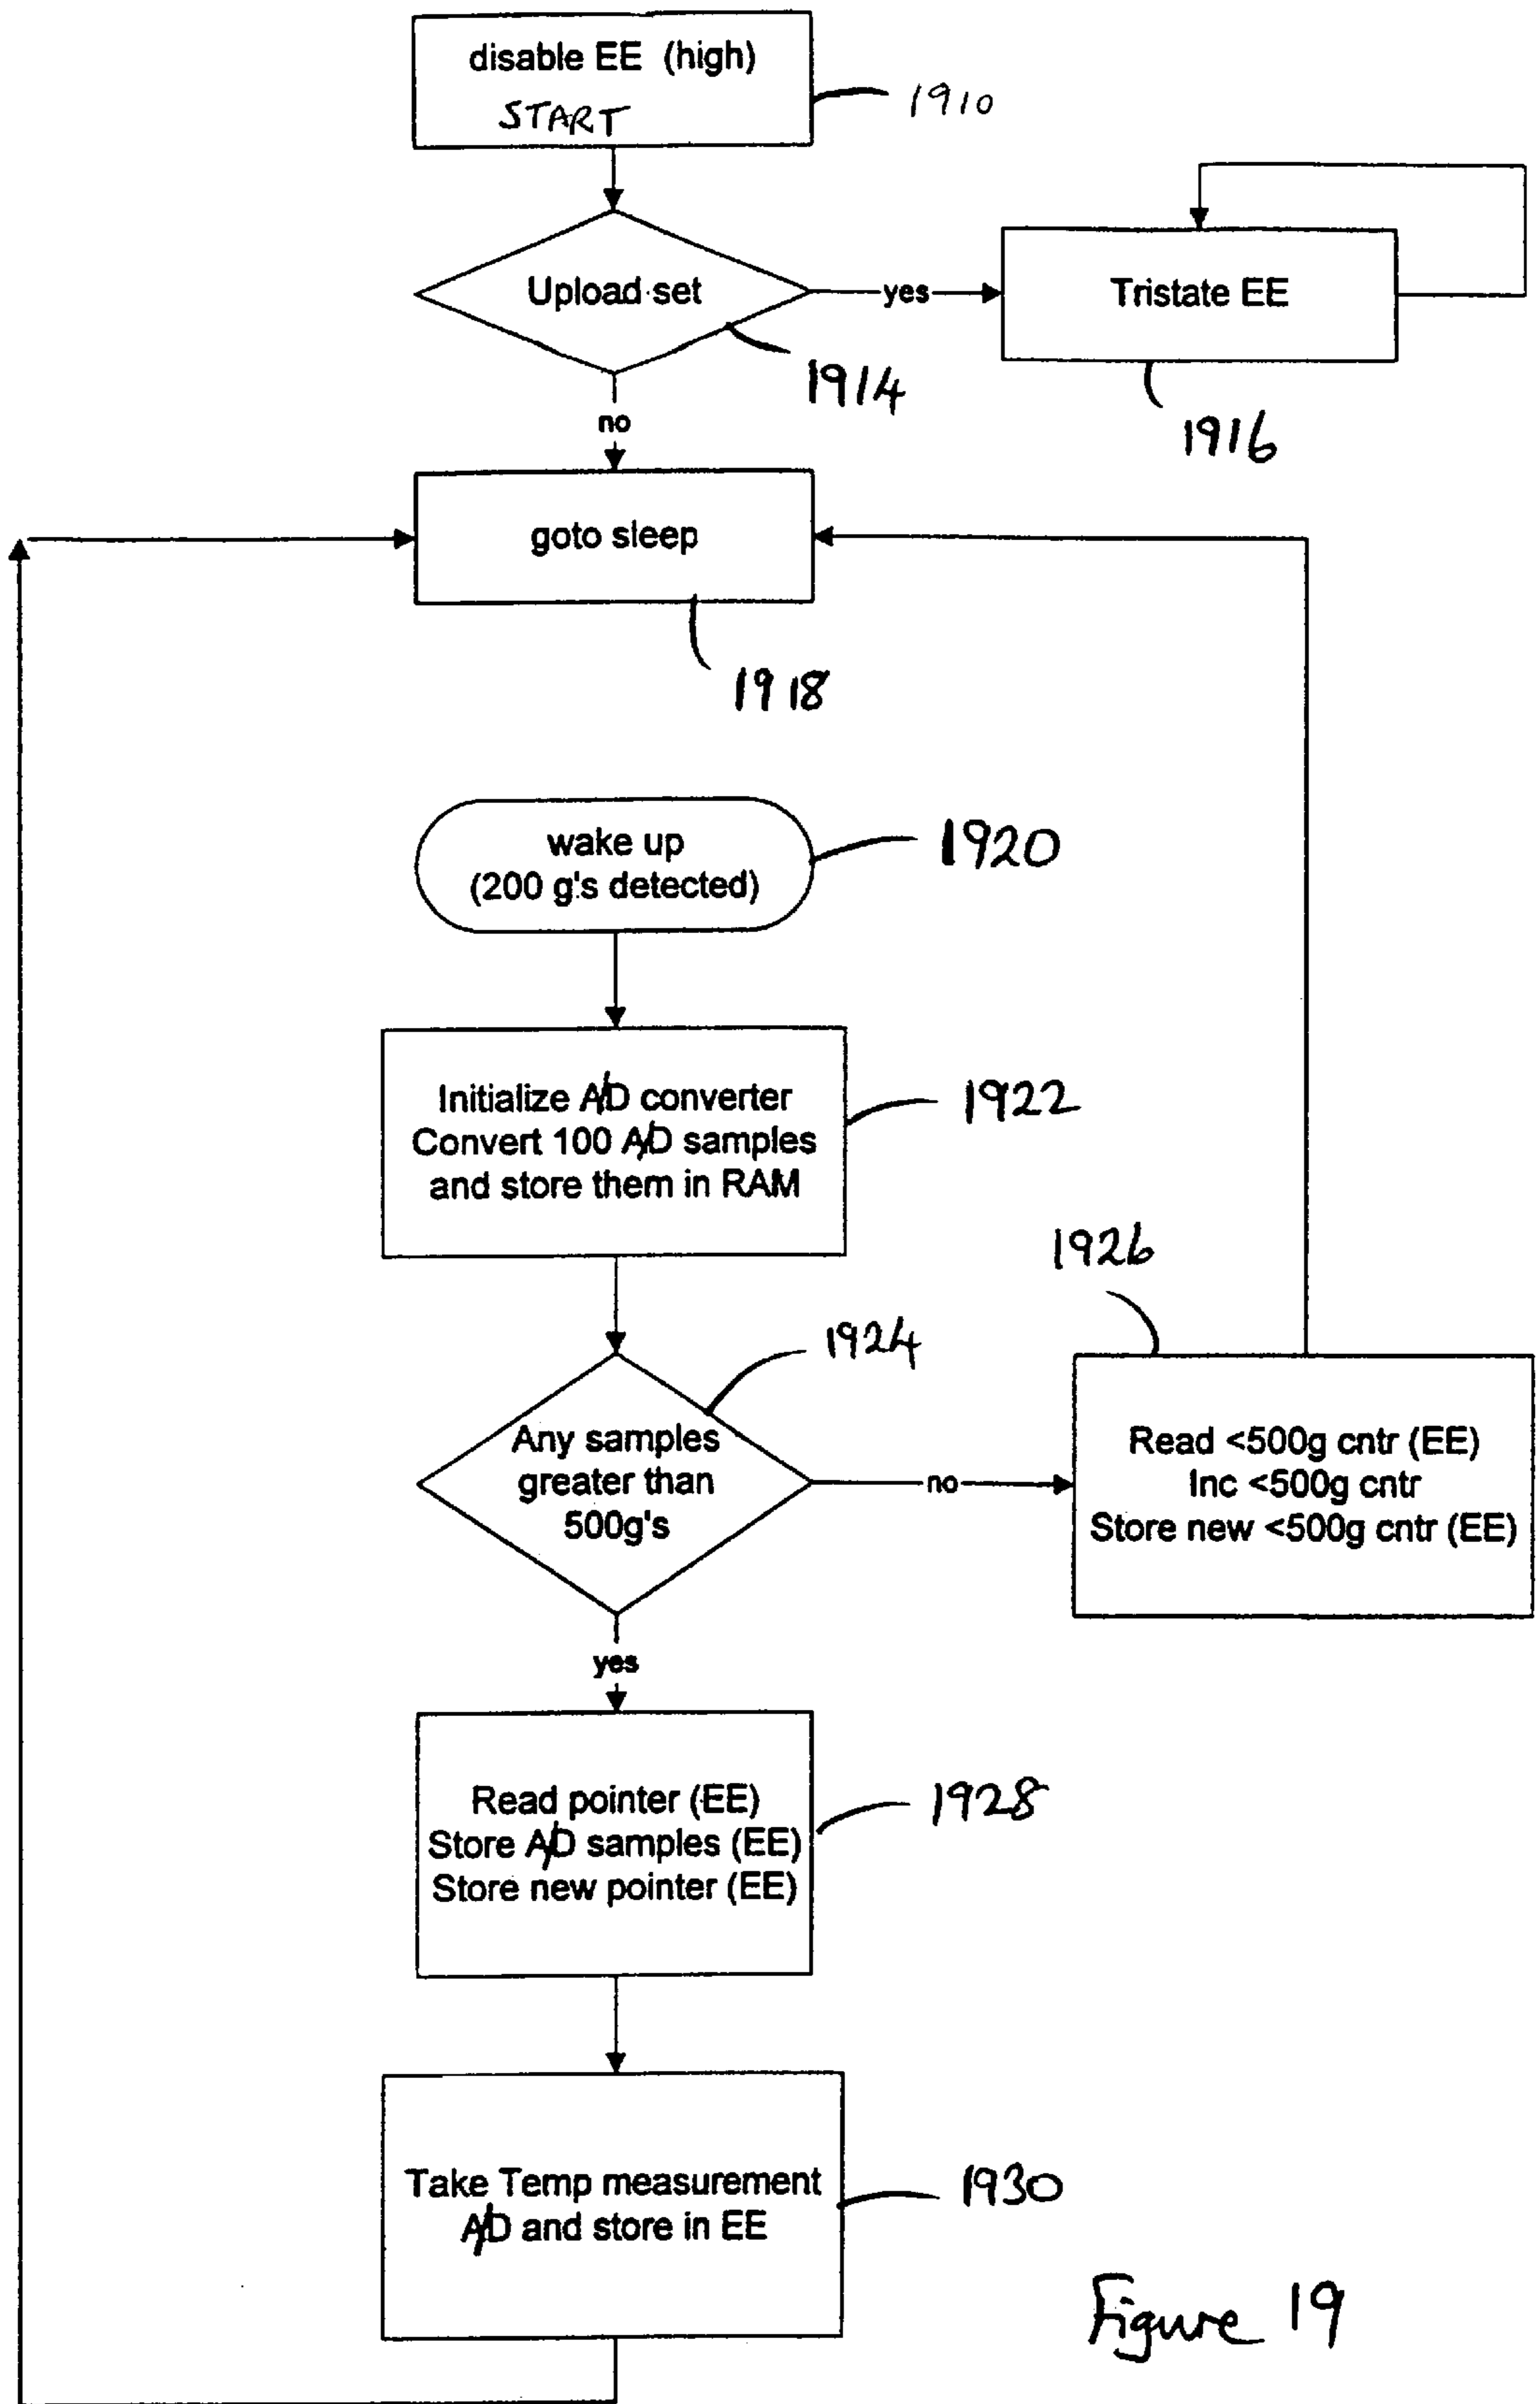 disable EE (high)
START
1910
Upload set
yes
Tristate EE
1914
1916
no
goto sleep
1918
wake up
(200 g's detected)
1920
Initialize A/D converter
Convert 100 A/D samples
and store them in RAM
1922
1926
1924
Any samples
greater than
500g's
no
Read <500g cntr (EE)
Inc <500g cntr
Store new <500g cntr (EE)
yes
Read pointer (EE)
Store A/D samples (EE)
Store new pointer (EE)
1928
Take Temp measurement
A/D and store in EE
1930
Figure 19